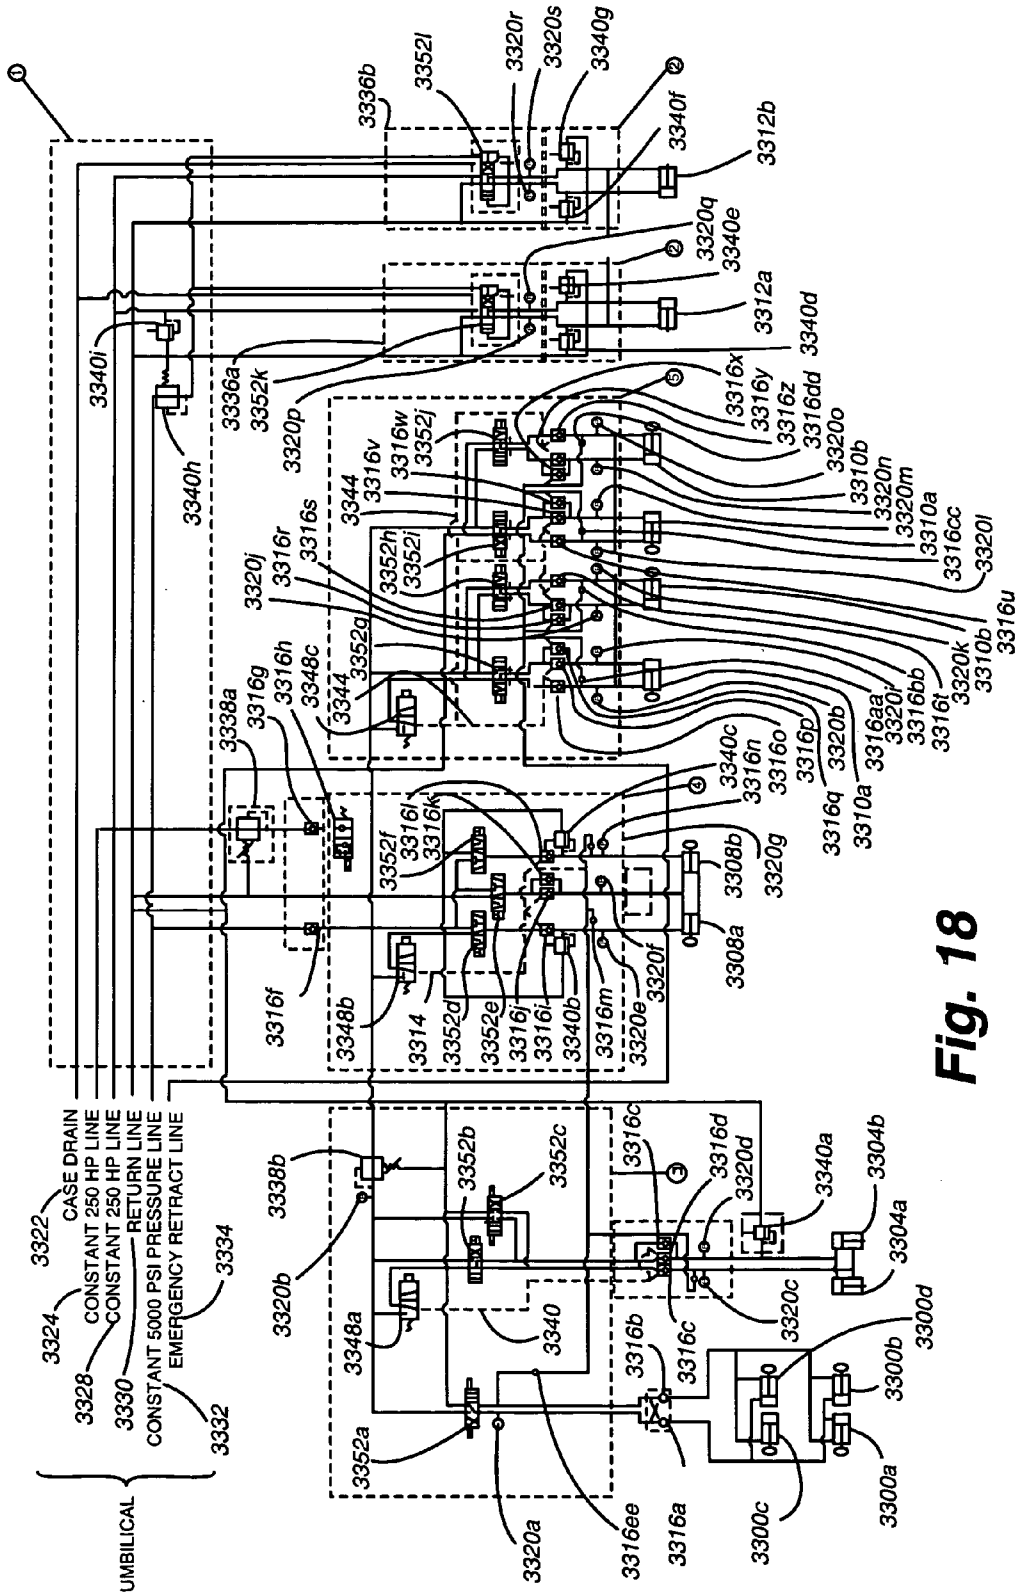 UMBILICAL
3322
CASE DRAIN
3324
CONSTANT 250 HP LINE
3328
CONSTANT 250 HP LINE
3330
RETURN LINE
CONSTANT 5000 PSI PRESSURE LINE
3332
EMERGENCY RETRACT LINE
3334
1
3340i
3340h
3338a
3316g
3316h
3348c
3344
3352g
3320j
3316r
3316s
3352h
3352i
3344
3316v
3316w
3352j
3336a
3352k
3320p
3336b
3352l
3320r
3320s
3340g
2
3340f
3312b
3320q
3340e
2
3312a
3340d
5
3316x
3316y
3316z
3316dd
3320o
3310b
3320n
3320m
3310a
3316cc
3320l
3316u
3310b
3320k
3316t
3316bb
3320i
3316aa
3320b
3310a
3316q
3316p
3316o
3316n
3340c
4
3320g
3308b
3308a
3316f
3348b
3314
3352d
3352e
3316j
3316i
3340b
3316m
3320e
3320f
3352f
3316l
3316k
3320b
3338b
3352b
3352c
3348a
3340
3352a
3320a
3316ee
3316a
3316b
3316c
3316c
3316d
3320d
3
3340a
3304b
3304a
3320c
3300d
3300b
3300a
3300c
Fig. 18